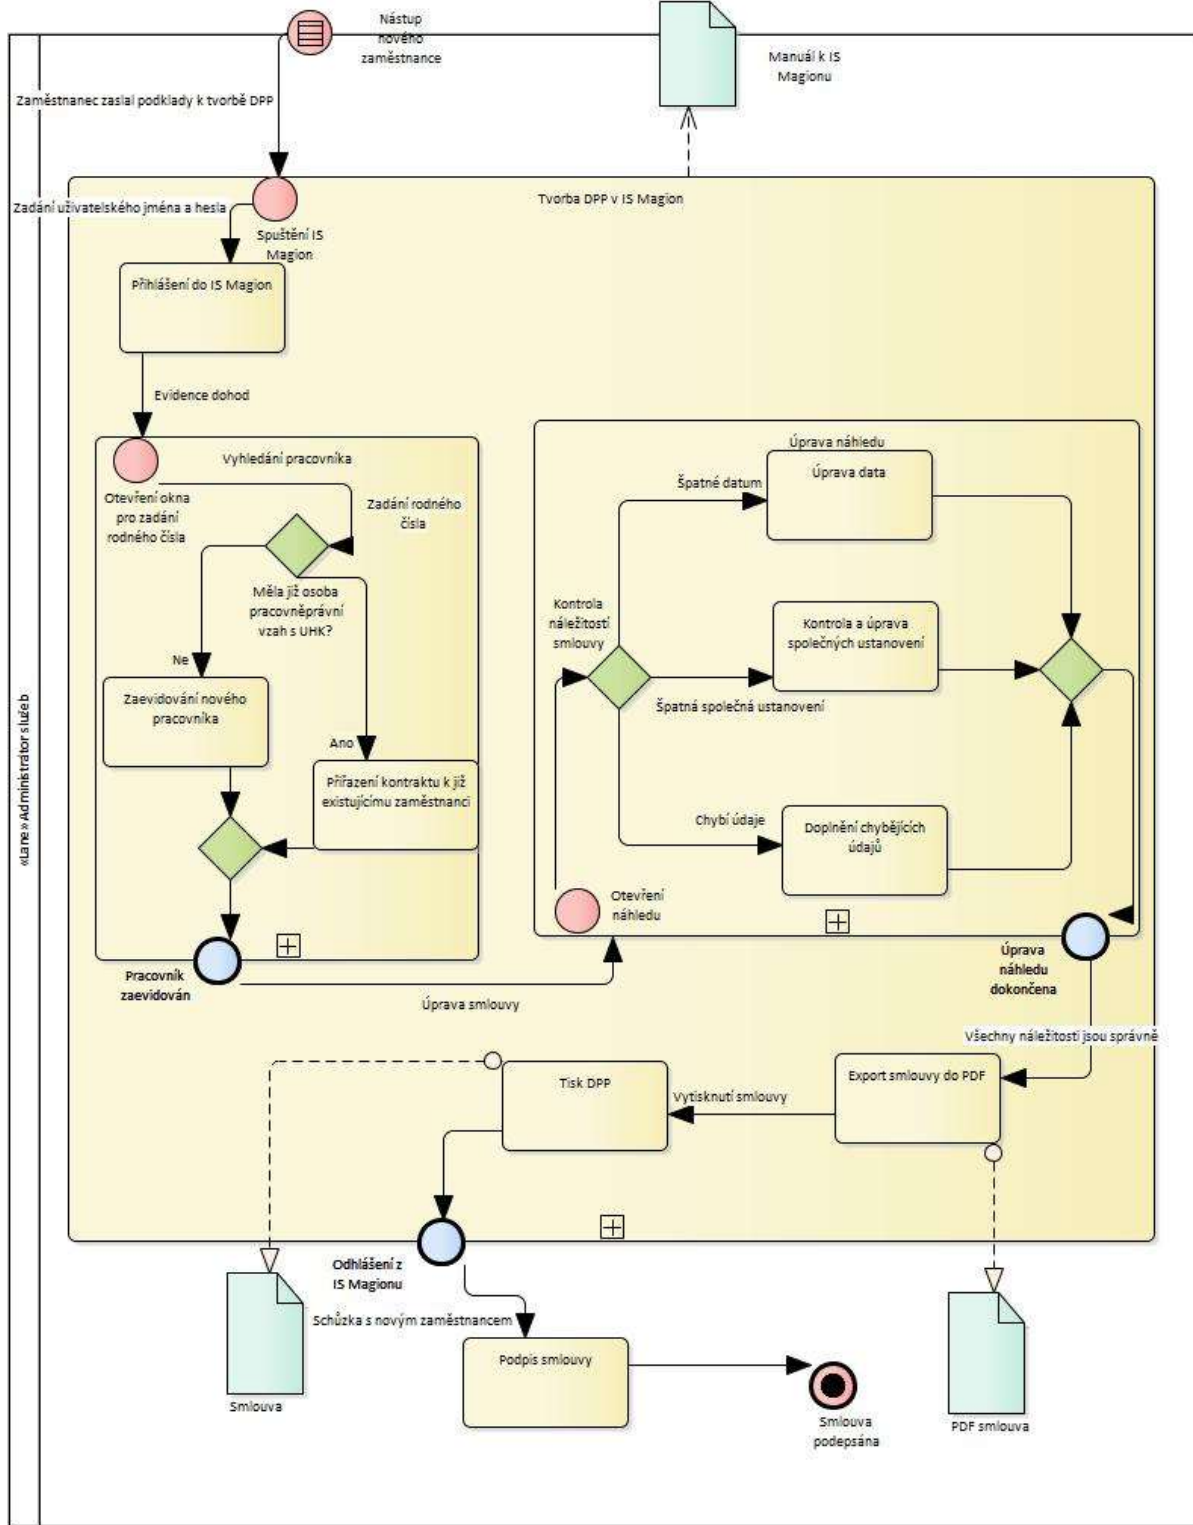 Nástup
nového
zaměstnance
Manuál k IS
Magionu
Zaměstnanec zaslal podklady k tvorbě DPP
Tvorba DPP v IS Magion
Zadání uživatelského jména a hesla
Spuštění IS
Magion
Přihlášení do IS Magion
Evidence dohod
Vyhledání pracovníka
Otevření okna
pro zadání
rodného čísla
Zadání rodného
čísla
Měla již osoba
pracovněprávní
vzah s UHK?
Ne
Zaevidování nového
pracovníka
Ano
Přiřazení kontraktu k již
existujícimu zaměstnanci
Pracovník
zaevidován
Úprava smlouvy
Úprava náhledu
Úprava data
Špatné datum
Kontrola
náležitostí
smlouvy
Kontrola a úprava
společných ustanovení
Špatná společná ustanovení
Chybí údaje
Doplnění chybějících
údajů
Otevření
náhledu
Úprava
náhledu
dokončena
Všechny náležitosti jsou správně
Export smlouvy do PDF
Vytisknutí smlouvy
Tisk DPP
Odhlášení z
IS Magionu
Schůzka s novým zaměstnancem
Podpis smlouvy
Smlouva
Smlouva
podepsána
PDF smlouva
«Lane» Administrátor služeb